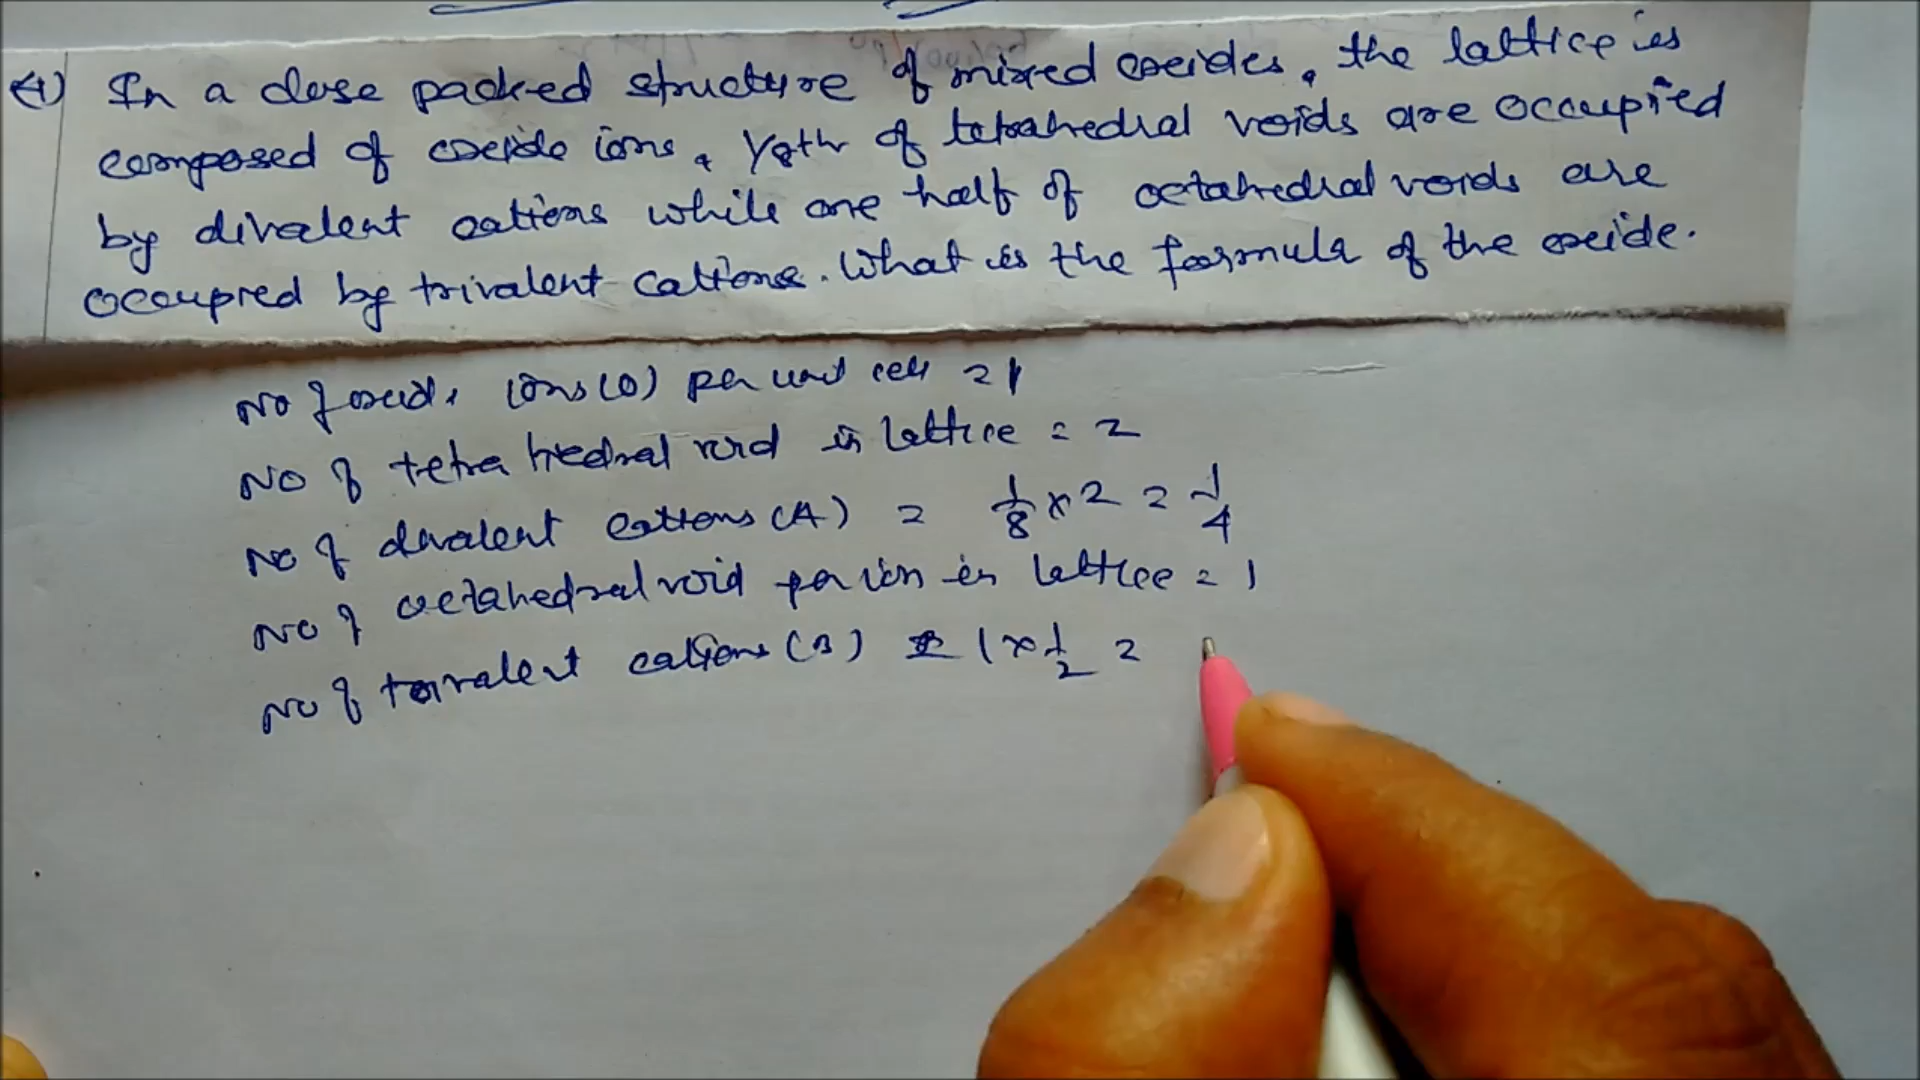 4) In a close packed structure of mixed oxides, the lattice is
composed of oxide ions, 1/8th of tetrahedral voids are occupied
by divalent cations while one half of octahedral voids are
occupied by trivalent cations. What is the formula of the oxide.
No of oxide ions (O) per unit cell = 1
No of tetrahedral void in lattice = 2
No of divalent cations (A) = 1/8 × 2 = 1/4
No of octahedral void per ion in lattice = 1
No of trivalent cations (B) = 1 × 1/2 =